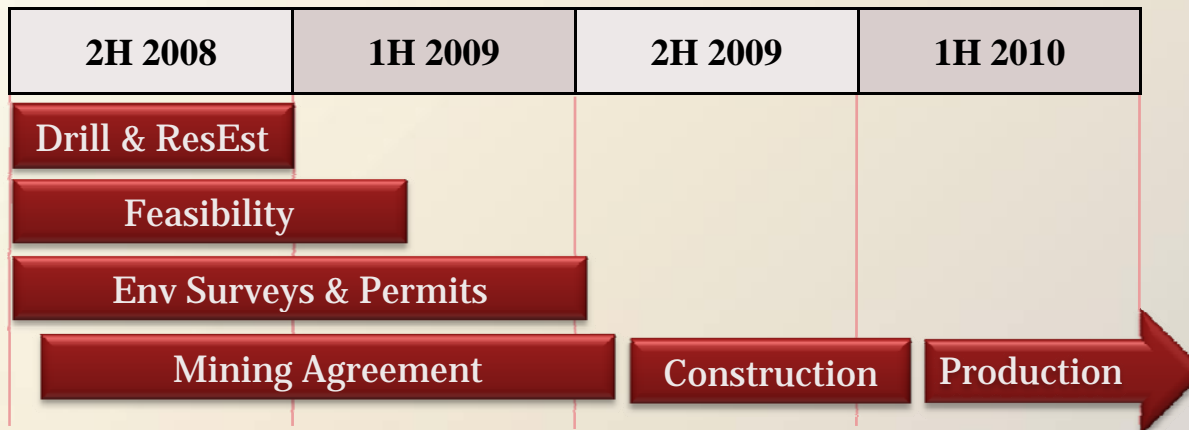 2H 2008 1H 2009 2H 2009 1H 2010
Drill & ResEst
Feasibility
Env Surveys & Permits
Mining Agreement Construction Production